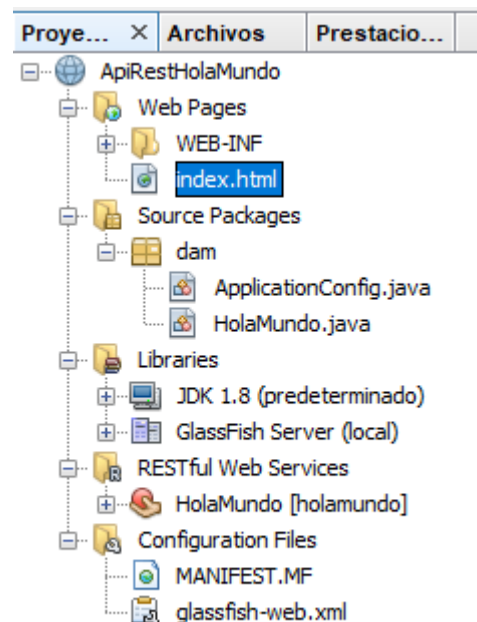 Proye... × Archivos Prestacio...
ApiRestHolaMundo
Web Pages
WEB-INF
index.html
Source Packages
dam
ApplicationConfig.java
HolaMundo.java
Libraries
JDK 1.8 (predeterminado)
GlassFish Server (local)
RESTful Web Services
HolaMundo [holamundo]
Configuration Files
MANIFEST.MF
glassfish-web.xml